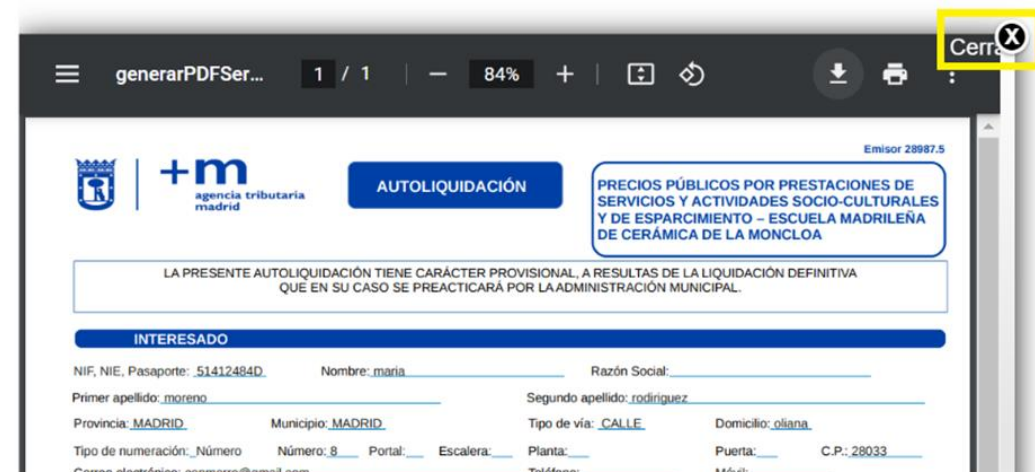 Cerra X
generarPDFSer... 1 / 1 84%
Emisor 28987.5
+m
agencia tributaria
madrid
AUTOLIQUIDACIÓN
PRECIOS PÚBLICOS POR PRESTACIONES DE
SERVICIOS Y ACTIVIDADES SOCIO-CULTURALES
Y DE ESPARCIMIENTO – ESCUELA MADRILEÑA
DE CERÁMICA DE LA MONCLOA
LA PRESENTE AUTOLIQUIDACIÓN TIENE CARÁCTER PROVISIONAL, A RESULTAS DE LA LIQUIDACIÓN DEFINITIVA
QUE EN SU CASO SE PREACTICARÁ POR LA ADMINISTRACIÓN MUNICIPAL.
INTERESADO
NIF, NIE, Pasaporte: 51412484D Nombre: maria Razón Social:
Primer apellido: moreno Segundo apellido: rodiriguez
Provincia: MADRID Municipio: MADRID Tipo de vía: CALLE Domicilio: oliana
Tipo de numeración: Número Número: 8 Portal: Escalera: Planta: Puerta: C.P.: 28033